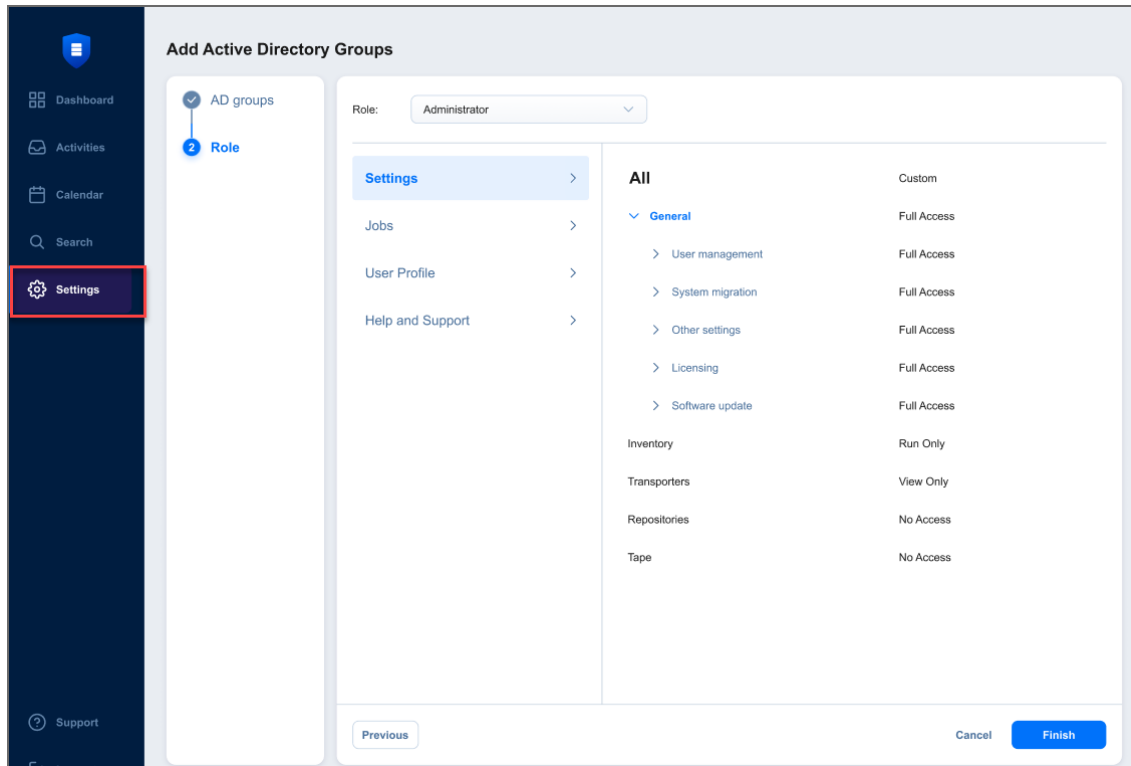 Add Active Directory Groups
Dashboard
Activities
Calendar
Search
Settings
Support
AD groups
2 Role
Role: Administrator
Settings
Jobs
User Profile
Help and Support
All Custom
General Full Access
User management Full Access
System migration Full Access
Other settings Full Access
Licensing Full Access
Software update Full Access
Inventory Run Only
Transporters View Only
Repositories No Access
Tape No Access
Previous
Cancel
Finish